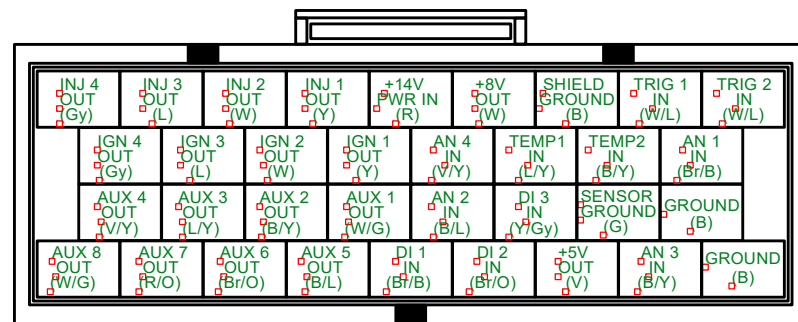 INJ 4 INJ 3 INJ 2 INJ 1 +14V +8V SHIELD TRIG 1 TRIG 2
OUT OUT OUT OUT PWR IN OUT GROUND IN IN
(Gy) (L) (W) (Y) (R) (W) (B) (W/L) (W/L)
IGN 4 IGN 3 IGN 2 IGN 1 AN 4 TEMP1 TEMP2 AN 1
OUT OUT OUT OUT IN IN IN IN
(Gy) (L) (W) (Y) (V/Y) (L/Y) (B/Y) (Br/B)
AUX 4 AUX 3 AUX 2 AUX 1 AN 2 DI 3 SENSOR GROUND
OUT OUT OUT OUT IN IN GROUND (B)
(V/Y) (L/Y) (B/Y) (W/G) (B/L) (Y/Gy) (G)
AUX 8 AUX 7 AUX 6 AUX 5 DI 1 DI 2 +5V AN 3 GROUND
OUT OUT OUT OUT IN IN OUT IN (B)
(W/G) (R/O) (Br/O) (B/L) (Br/B) (Br/O) (V) (B/Y)